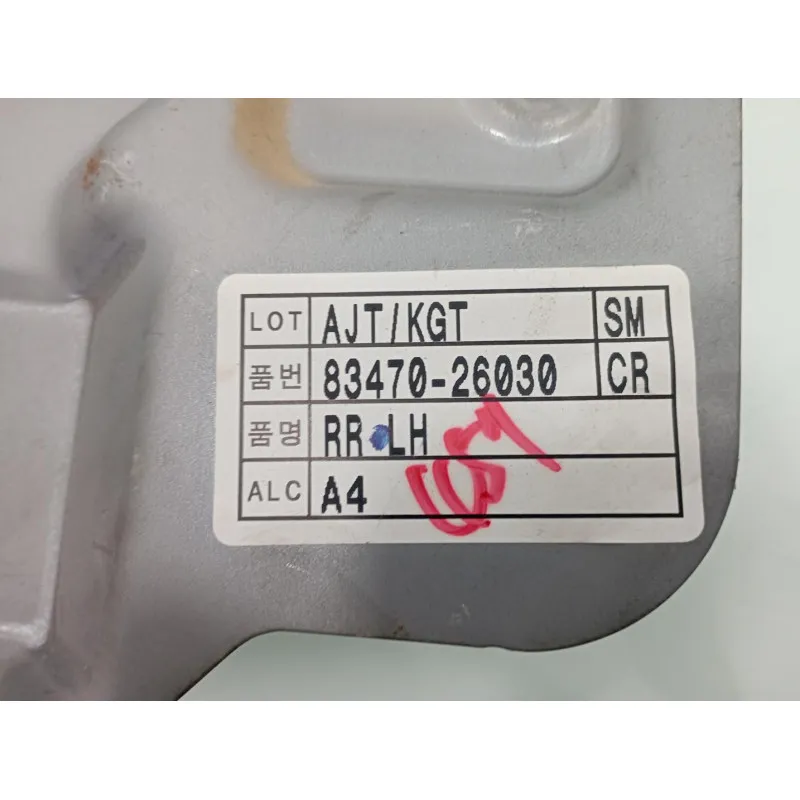 LOT AJT/KGT SM
품번 83470-26030 CR
품명 RR LH
ALC A4